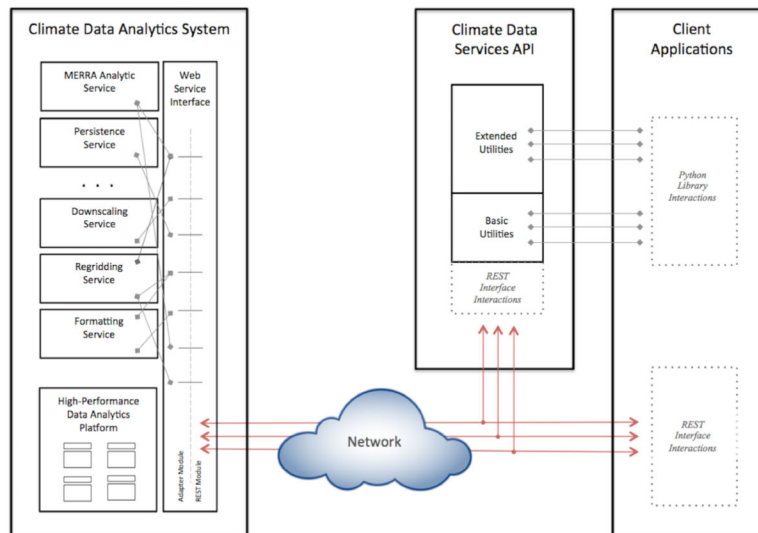 Climate Data Analytics System
MERRA Analytic
Service
Persistence
Service
. . .
Downscaling
Service
Regridding
Service
Formatting
Service
High-Performance
Data Analytics
Platform
Web
Service
Interface
Adapter Module
REST Module
Network
Climate Data
Services API
Extended
Utilities
Basic
Utilities
REST
Interface
Interactions
Client
Applications
Python
Library
Interactions
REST
Interface
Interactions